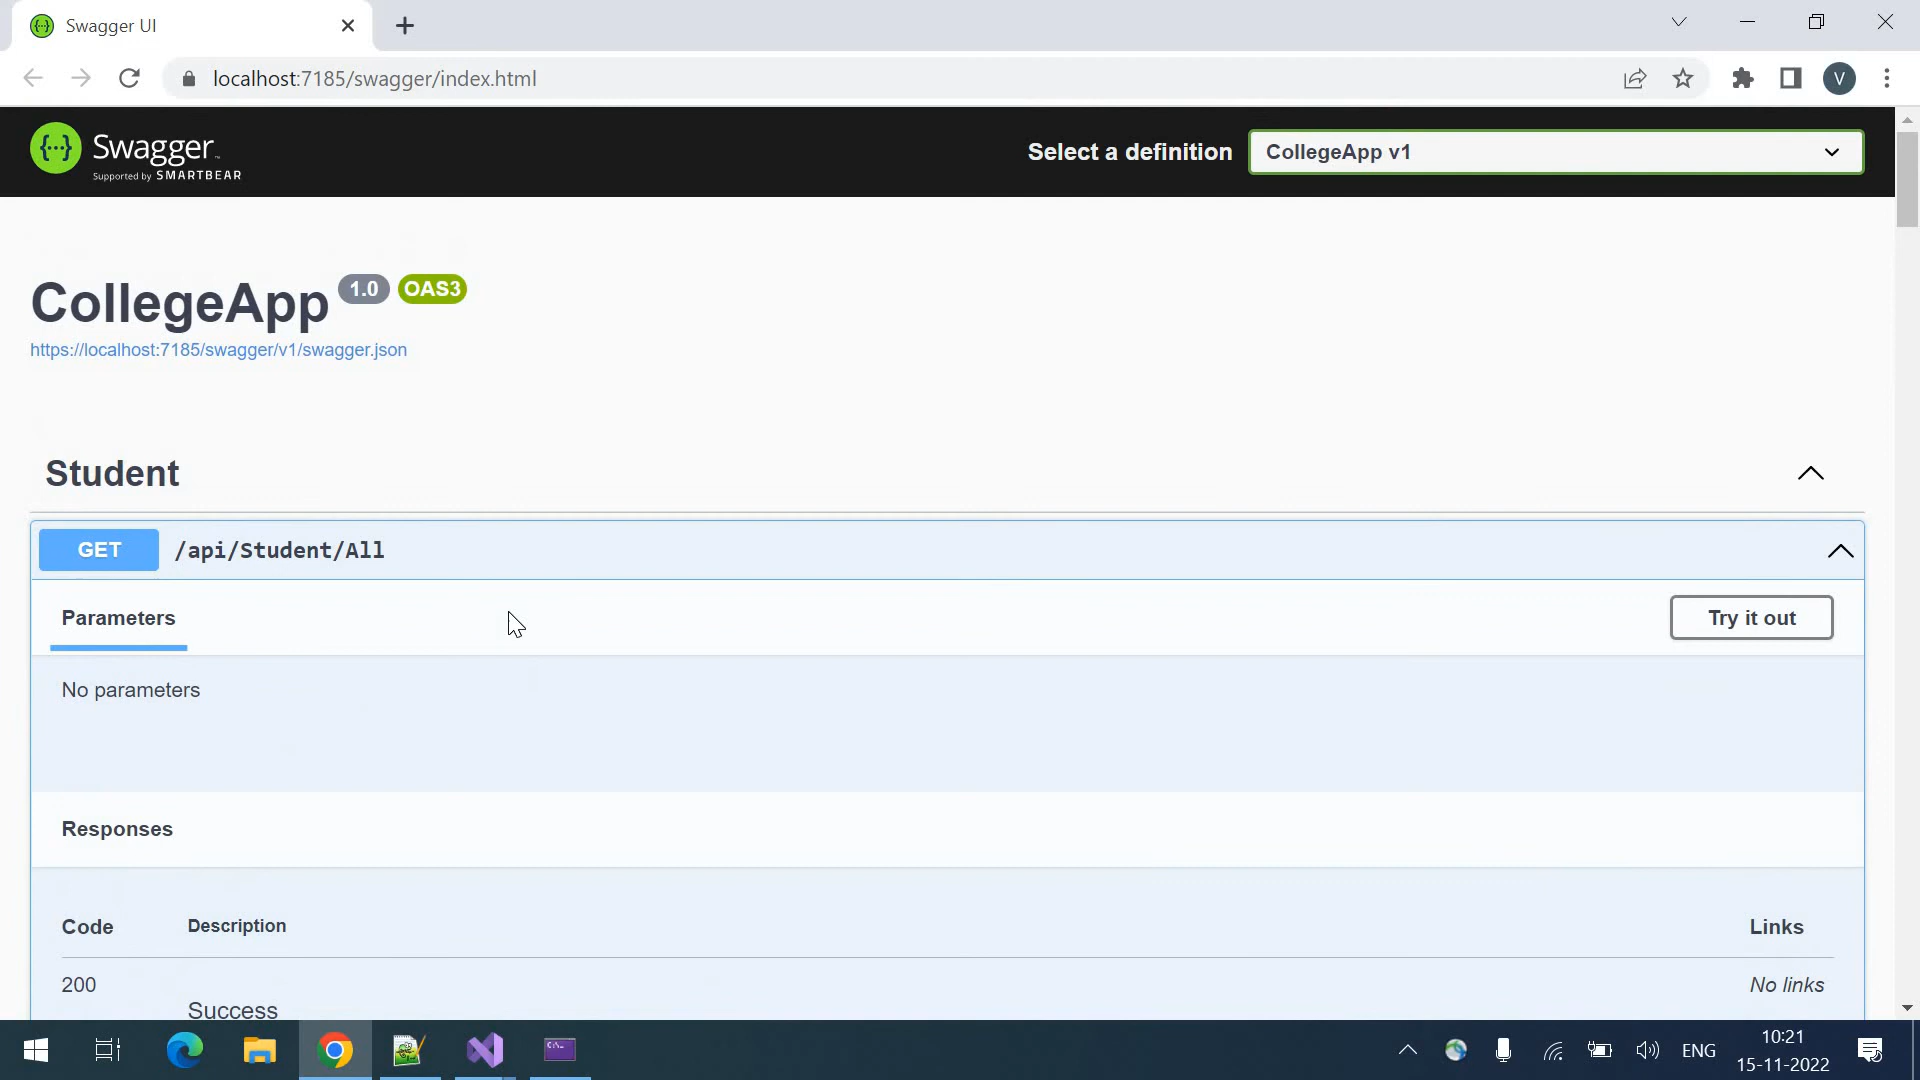 Swagger UI
localhost:7185/swagger/index.html
V
Swagger
Supported by SMARTBEAR
Select a definition
CollegeApp v1
CollegeApp 1.0 OAS3
https://localhost:7185/swagger/v1/swagger.json
Student
GET /api/Student/All
Parameters
Try it out
No parameters
Responses
Code Description Links
200 No links
Success
ENG
10:21
15-11-2022